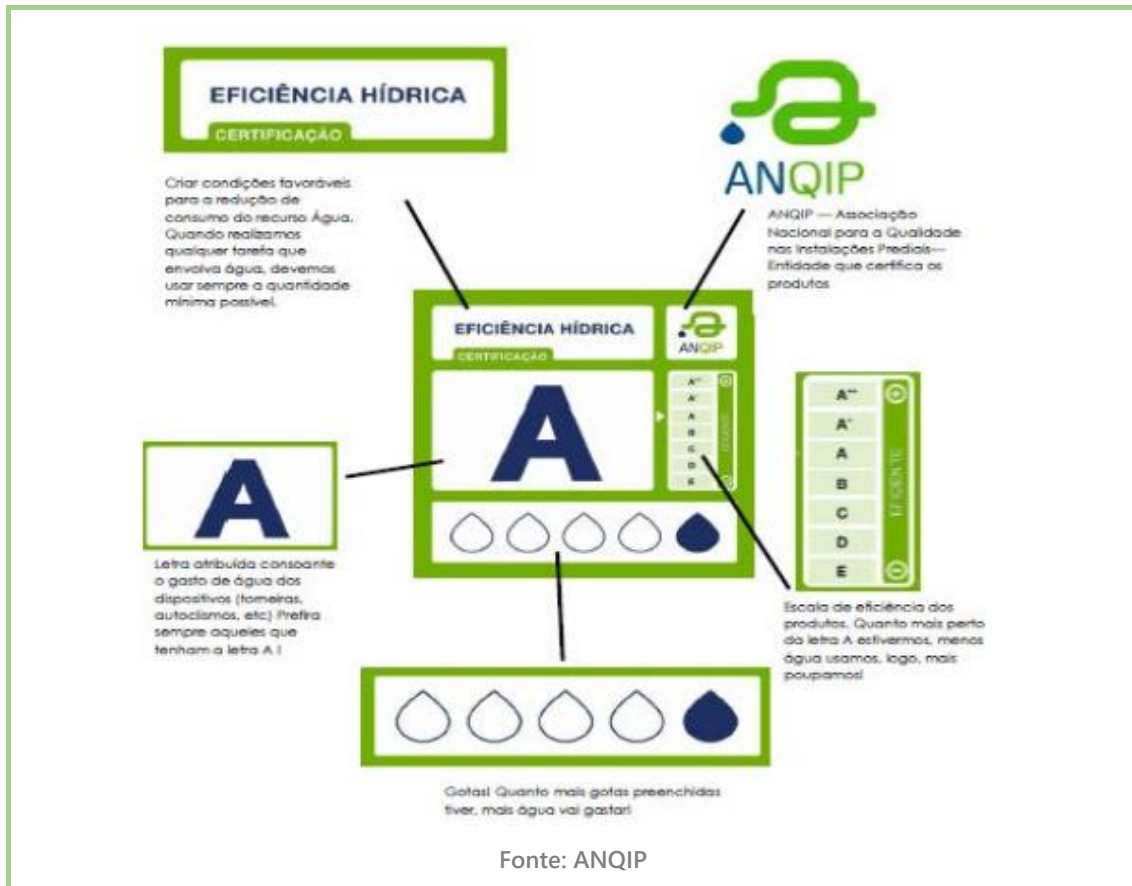 EFICIÊNCIA HÍDRICA
CERTIFICAÇÃO
Criar condições favoráveis
para a redução de
consumo do recurso Água.
Quando realizamos
qualquer tarefa que
envolva água, devemos
usar sempre a quantidade
mínima possível.
ANQIP
ANQIP — Associação
Nacional para a Qualidade
nas Instalações Prediais—
Entidade que certifica os
produtos
EFICIÊNCIA HÍDRICA
CERTIFICAÇÃO
ANQIP
A
A++
A+
A
B
C
D
E
A
Letra atribuída consoante
o gasto de água dos
dispositivos (torneiras,
autoclismos, etc) Prefira
sempre aqueles que
tenham a letra A !
A++
A+
A
B
C
D
E
EFICIENTE
Escala de eficiência dos
produtos. Quanto mais perto
da letra A estivermos, menos
água usamos, logo, mais
poupamos!
Gotas! Quanto mais gotas preenchidas
tiver, mais água vai gastar!
Fonte: ANQIP